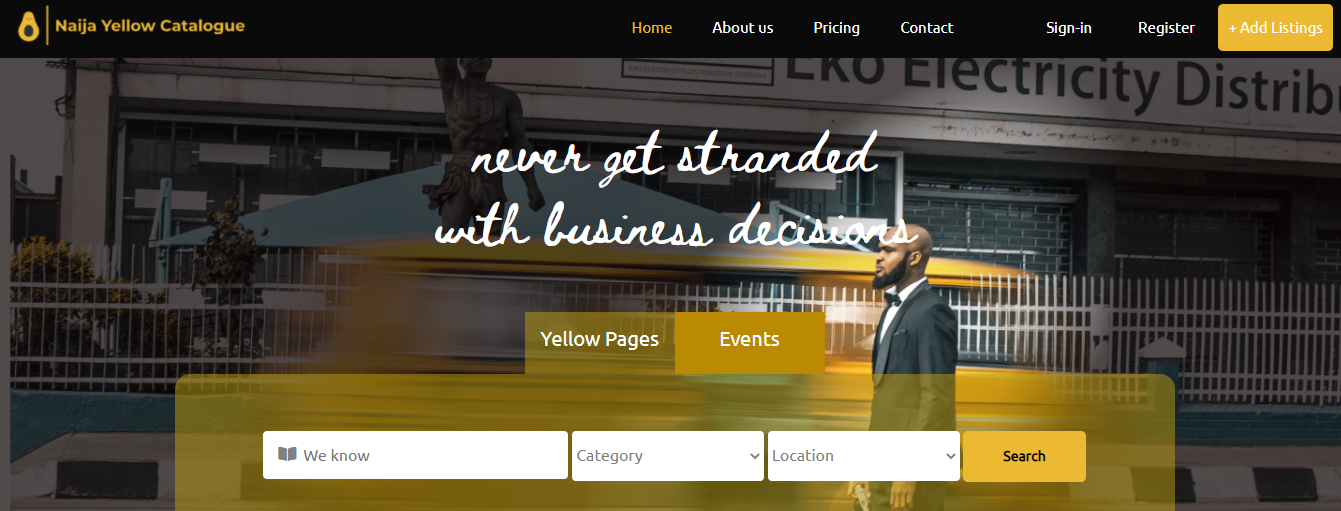 Naija Yellow Catalogue
Home About us Pricing Contact Sign-in Register + Add Listings
EKO ELECTRICITY DISTRIBUTION COMPANY
Eko Electricity Distrib
never get stranded
with business decisions
Yellow Pages Events
We know Category Location Search